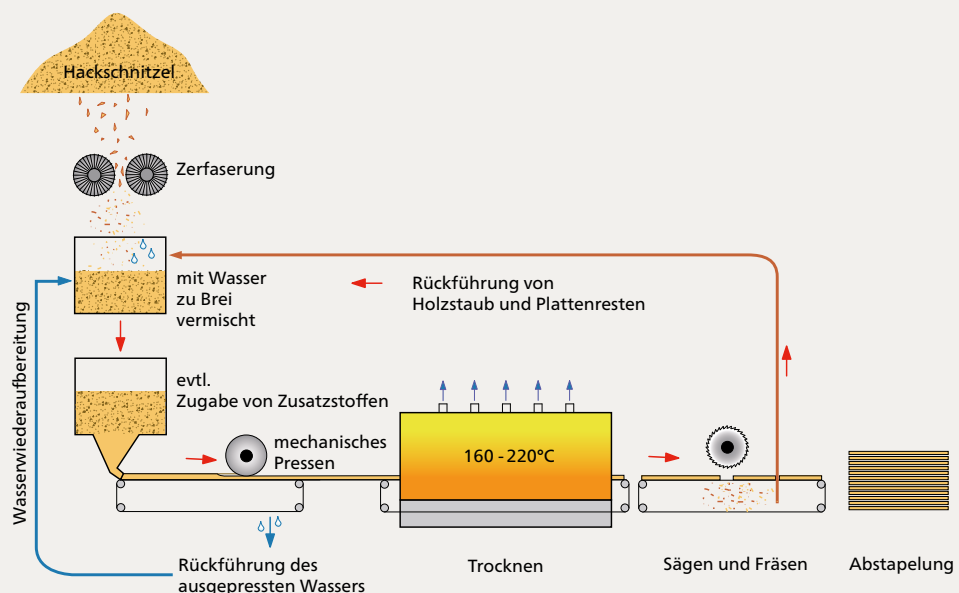 Hackschnitzel
Zerfaserung
mit Wasser
zu Brei
vermischt
Rückführung von
Holzstaub und Plattenresten
Wasserwiederaufbereitung
evtl.
Zugabe von Zusatzstoffen
mechanisches
Pressen
160 - 220°C
Rückführung des
ausgepressten Wassers
Trocknen
Sägen und Fräsen
Abstapelung